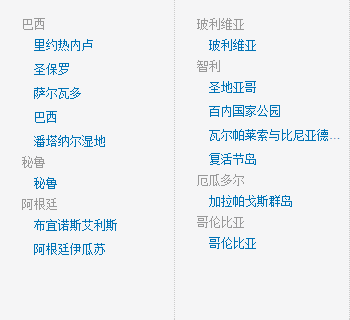 巴西
里约热内卢
圣保罗
萨尔瓦多
巴西
潘塔纳尔湿地
秘鲁
秘鲁
阿根廷
布宜诺斯艾利斯
阿根廷伊瓜苏
玻利维亚
玻利维亚
智利
圣地亚哥
百内国家公园
瓦尔帕莱索与比尼亚德...
复活节岛
厄瓜多尔
加拉帕戈斯群岛
哥伦比亚
哥伦比亚